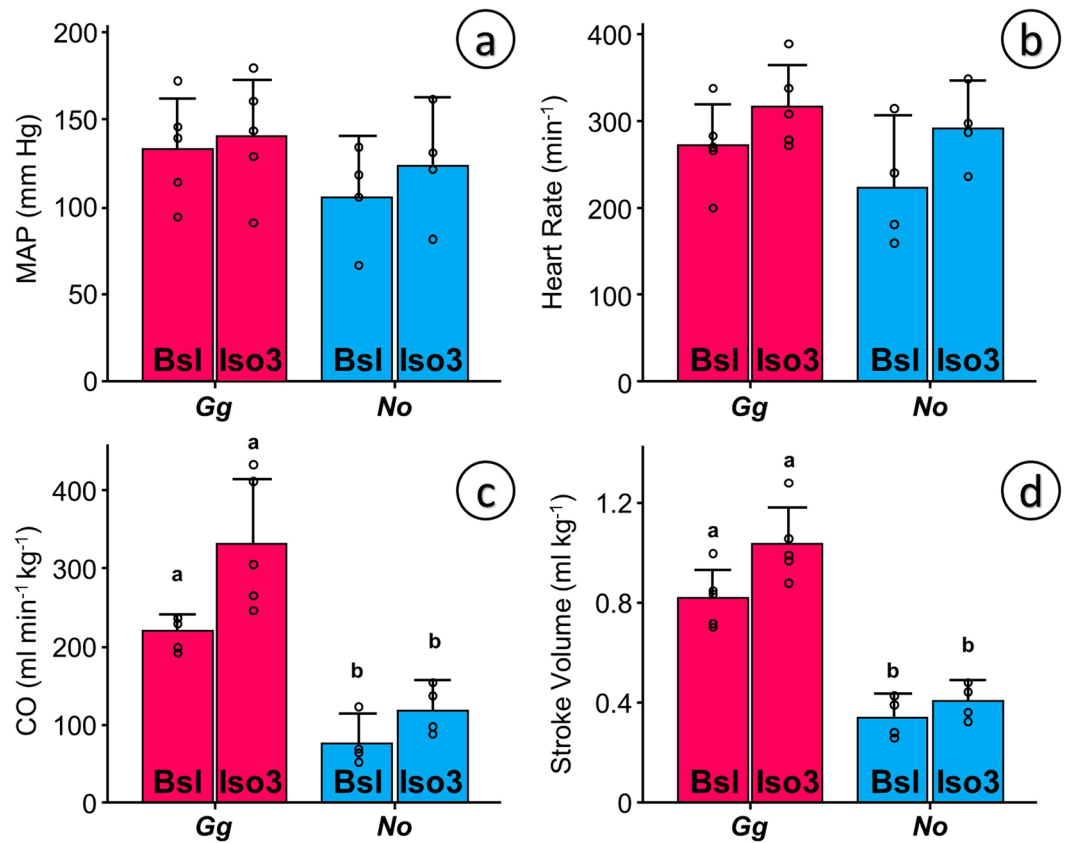 a
MAP (mm Hg)
200
150
100
50
0
Bsl Iso3 Bsl Iso3
Gg No
b
Heart Rate (min⁻¹)
400
300
200
100
0
Bsl Iso3 Bsl Iso3
Gg No
c
CO (ml min⁻¹ kg⁻¹)
400
300
200
100
0
a a b b
Bsl Iso3 Bsl Iso3
Gg No
d
Stroke Volume (ml kg⁻¹)
1.2
0.8
0.4
0
a a b b
Bsl Iso3 Bsl Iso3
Gg No